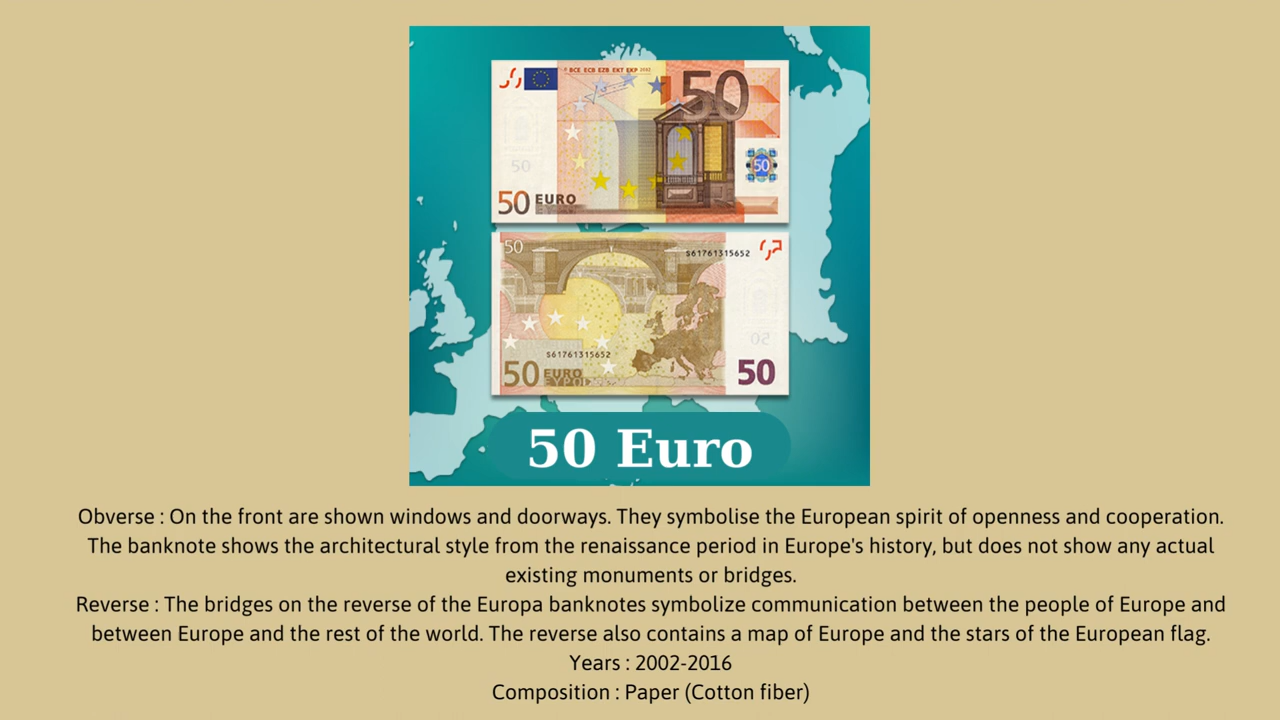 © BCE ECB EZB EKT EKP 2002
50
50
50
50 EURO
50
S61761315652
50
S61761315652
50 EURO
ΕΥΡΩ
50
50 Euro
Obverse : On the front are shown windows and doorways. They symbolise the European spirit of openness and cooperation.
The banknote shows the architectural style from the renaissance period in Europe's history, but does not show any actual
existing monuments or bridges.
Reverse : The bridges on the reverse of the Europa banknotes symbolize communication between the people of Europe and
between Europe and the rest of the world. The reverse also contains a map of Europe and the stars of the European flag.
Years : 2002-2016
Composition : Paper (Cotton fiber)